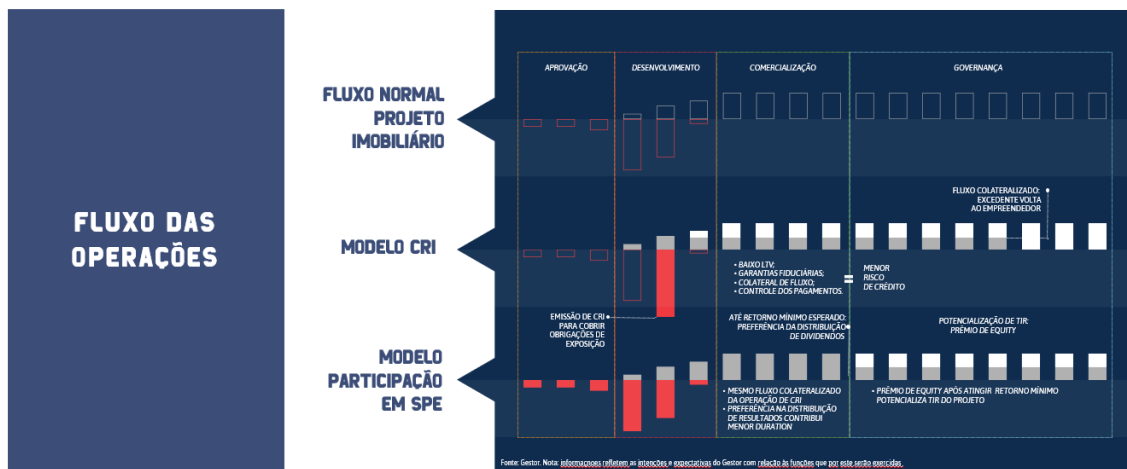 FLUXO DAS
OPERAÇÕES
FLUXO NORMAL
PROJETO
IMOBILIÁRIO
MODELO CRI
MODELO
PARTICIPAÇÃO
EM SPE
APROVAÇÃO
DESENVOLVIMENTO
COMERCIALIZAÇÃO
GOVERNANÇA
FLUXO COLATERALIZADO:
EXCEDENTE VOLTA
AO EMPREENDEDOR
• BAIXO LTV;
• GARANTIAS FIDUCIÁRIAS;
• COLATERAL DE FLUXO;
• CONTROLE DOS PAGAMENTOS.
=
MENOR
RISCO
DE CRÉDITO
EMISSÃO DE CRI
PARA COBRIR
OBRIGAÇÕES DE
EXPOSIÇÃO
ATÉ RETORNO MÍNIMO ESPERADO:
PREFERÊNCIA DA DISTRIBUIÇÃO
DE DIVIDENDOS
POTENCIALIZAÇÃO DE TIR:
PRÊMIO DE EQUITY
• MESMO FLUXO COLATERALIZADO
DA OPERAÇÃO DE CRI
• PREFERÊNCIA NA DISTRIBUIÇÃO
DE RESULTADOS CONTRIBUI
MENOR DURATION
• PRÊMIO DE EQUITY APÓS ATINGIR RETORNO MÍNIMO
POTENCIALIZA TIR DO PROJETO
Fonte: Gestor. Nota: informaçnoes refletem as intenções e expectativas do Gestor com relação às funções que por este serão exercidas.